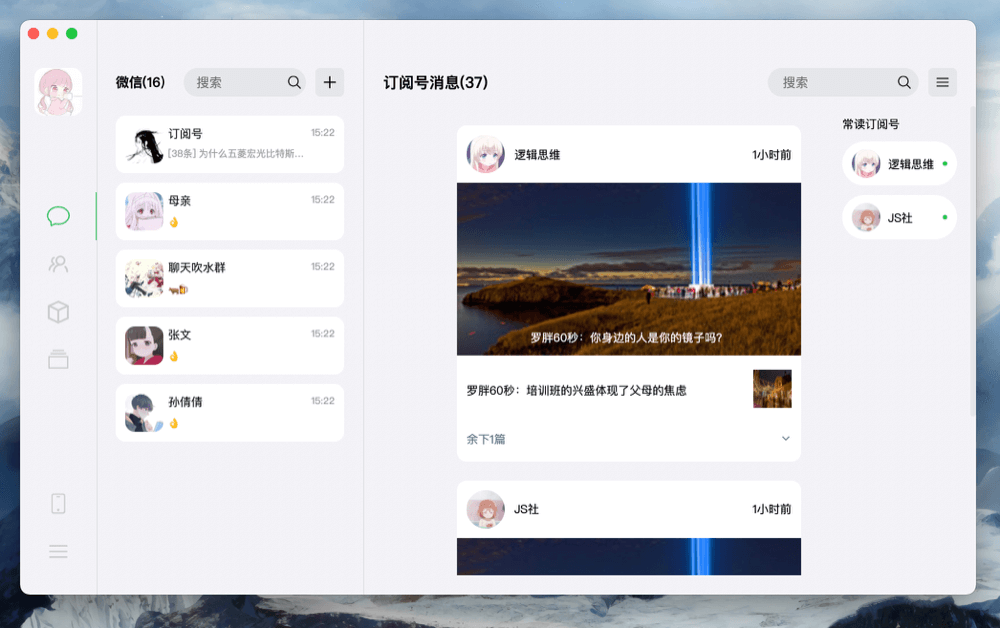 微信(16)
搜索
订阅号
15:22
[38条] 为什么五菱宏光比特斯...
母亲
15:22
👌
聊天吹水群
15:22
🐂🍺
张文
15:22
👌
孙倩倩
15:22
👌
订阅号消息(37)
搜索
逻辑思维
1小时前
罗胖60秒：你身边的人是你的镜子吗?
罗胖60秒：培训班的兴盛体现了父母的焦虑
余下1篇
JS社
1小时前
常读订阅号
逻辑思维
JS社